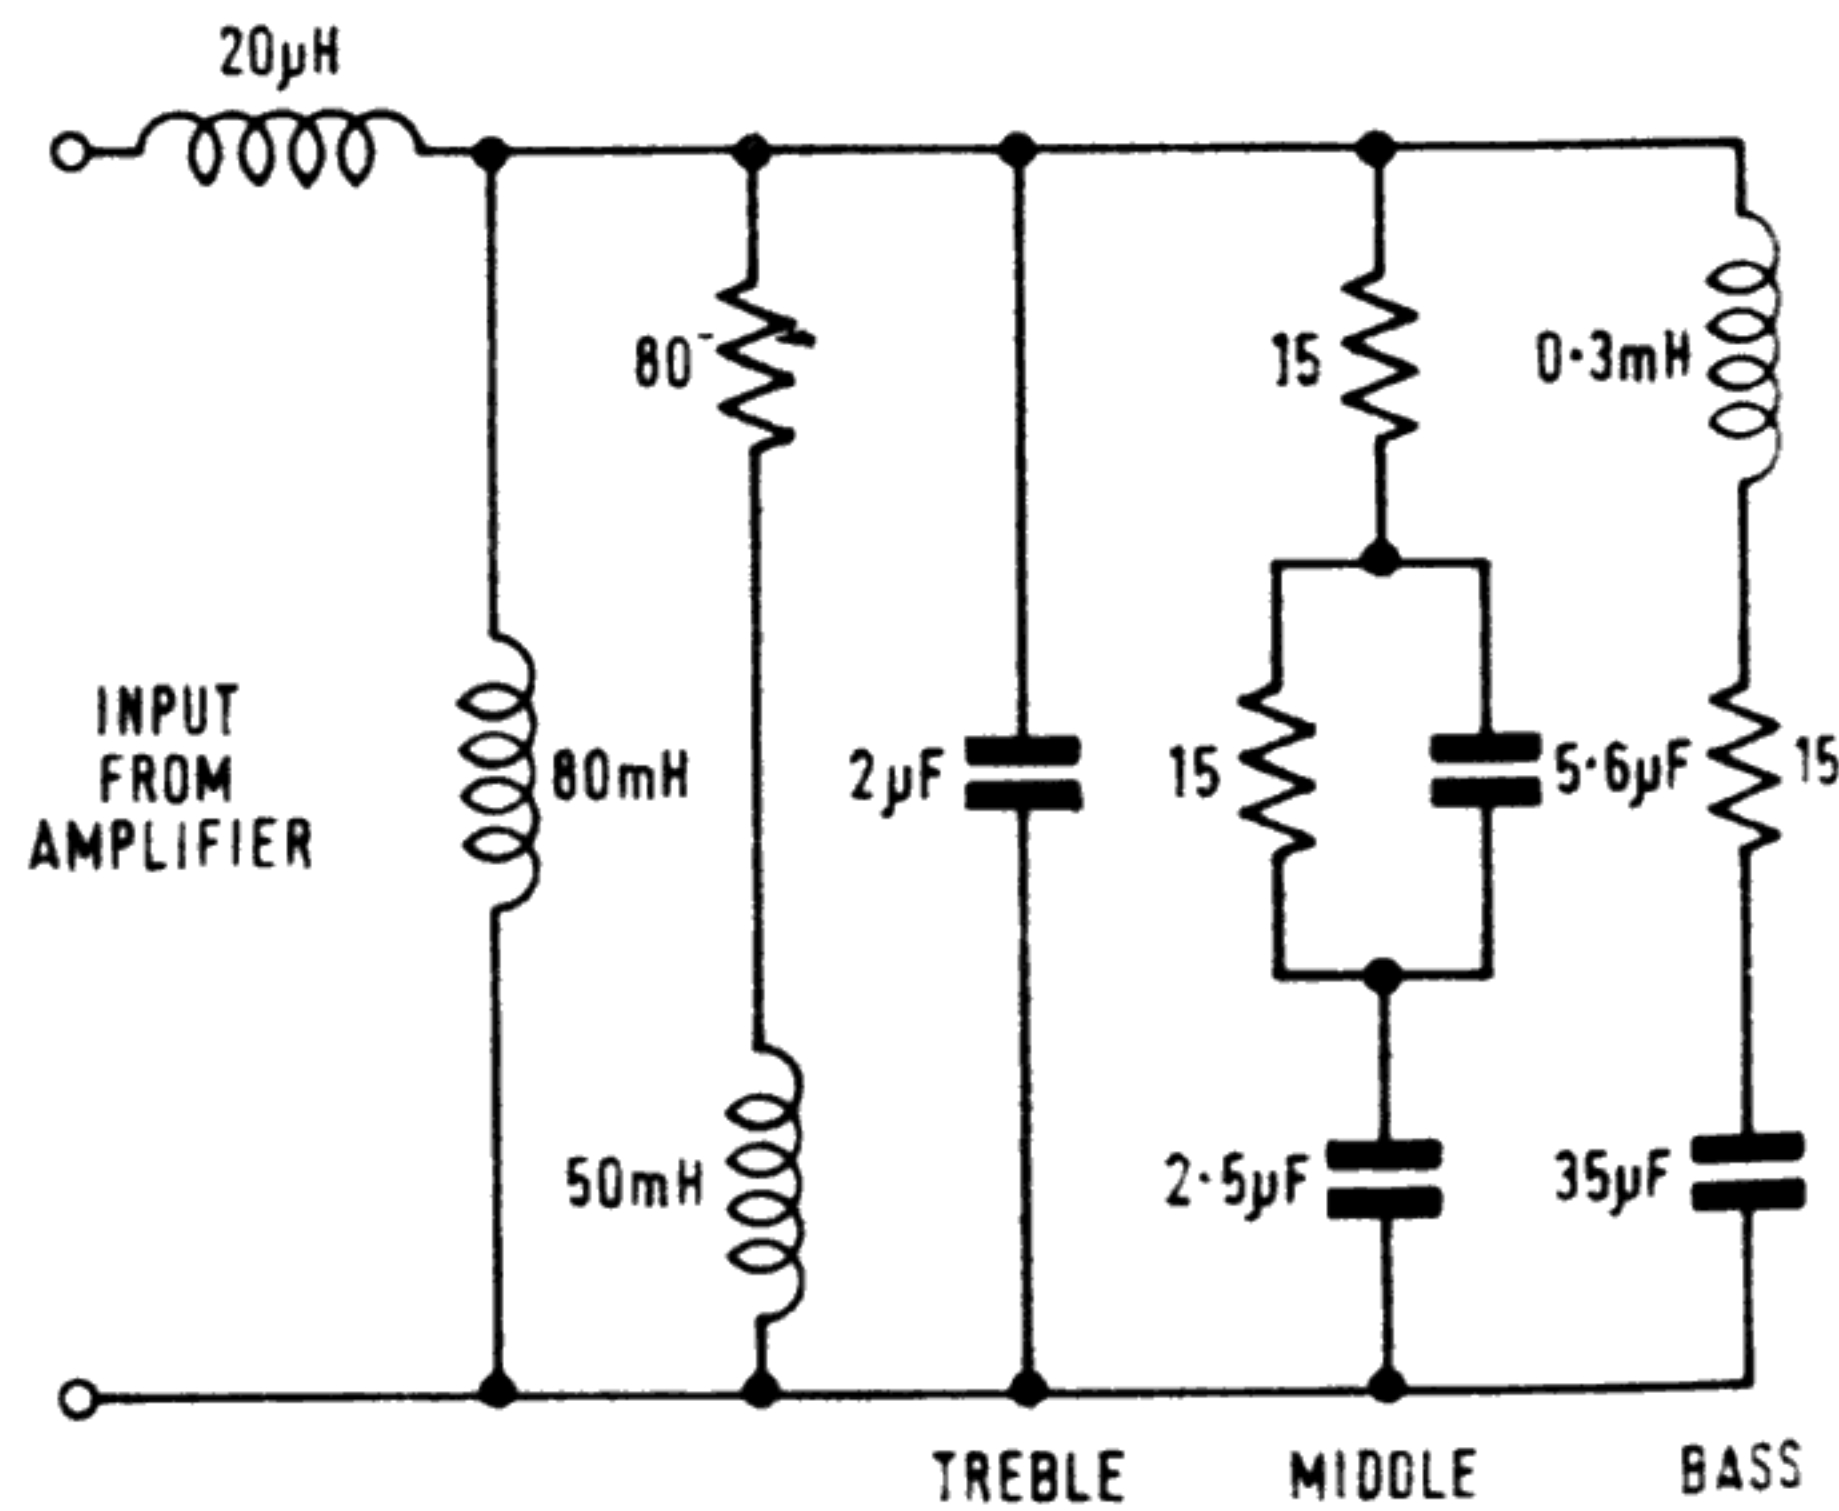 20µH
80
15
0·3mH
INPUT
FROM
AMPLIFIER
80mH
2µF
15
5·6µF
15
50mH
2·5µF
35µF
TREBLE
MIDDLE
BASS